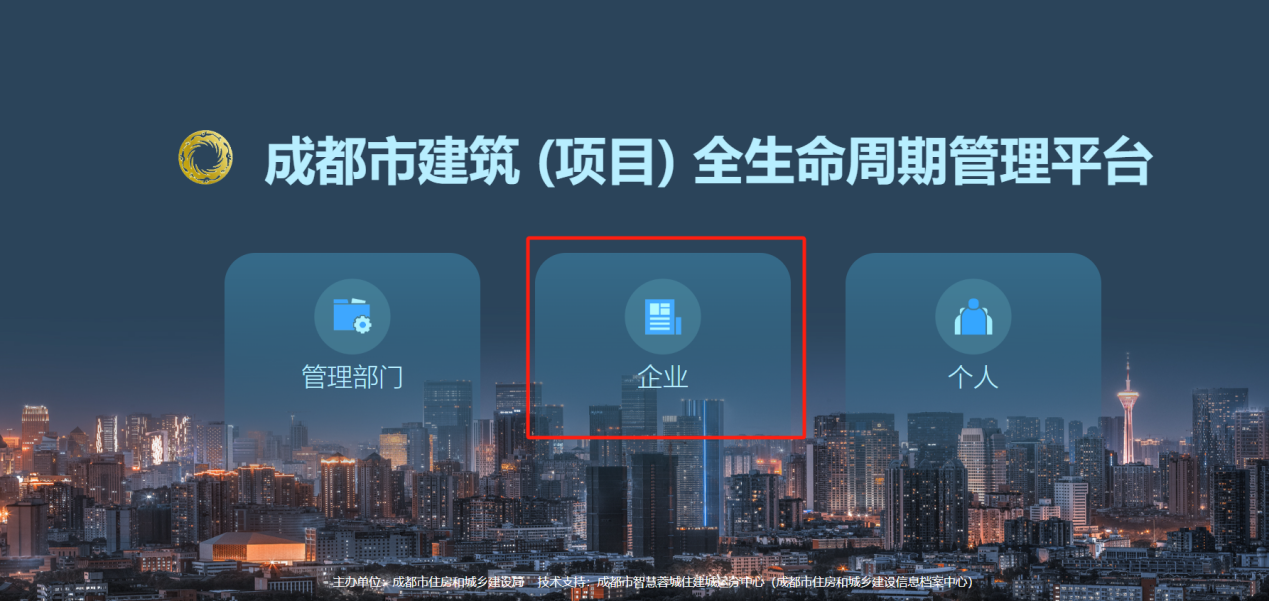 成都市建筑 (项目) 全生命周期管理平台
管理部门
企业
个人
主办单位：成都市住房和城乡建设局 技术支持：成都市智慧蓉城住建城运分中心（成都市住房和城乡建设信息档案中心）